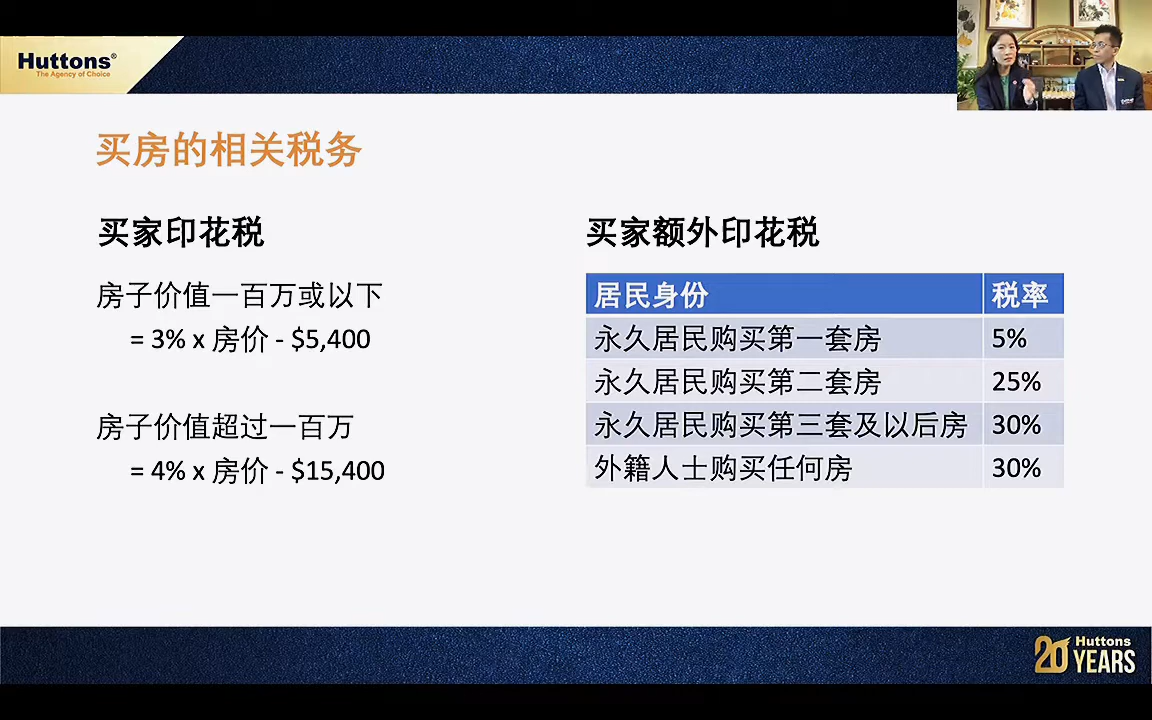 Huttons®
The Agency of Choice
买房的相关税务
买家印花税
房子价值一百万或以下
= 3% x 房价 - $5,400
房子价值超过一百万
= 4% x 房价 - $15,400
买家额外印花税
居民身份 税率
永久居民购买第一套房 5%
永久居民购买第二套房 25%
永久居民购买第三套及以后房 30%
外籍人士购买任何房 30%
20 Huttons
YEARS